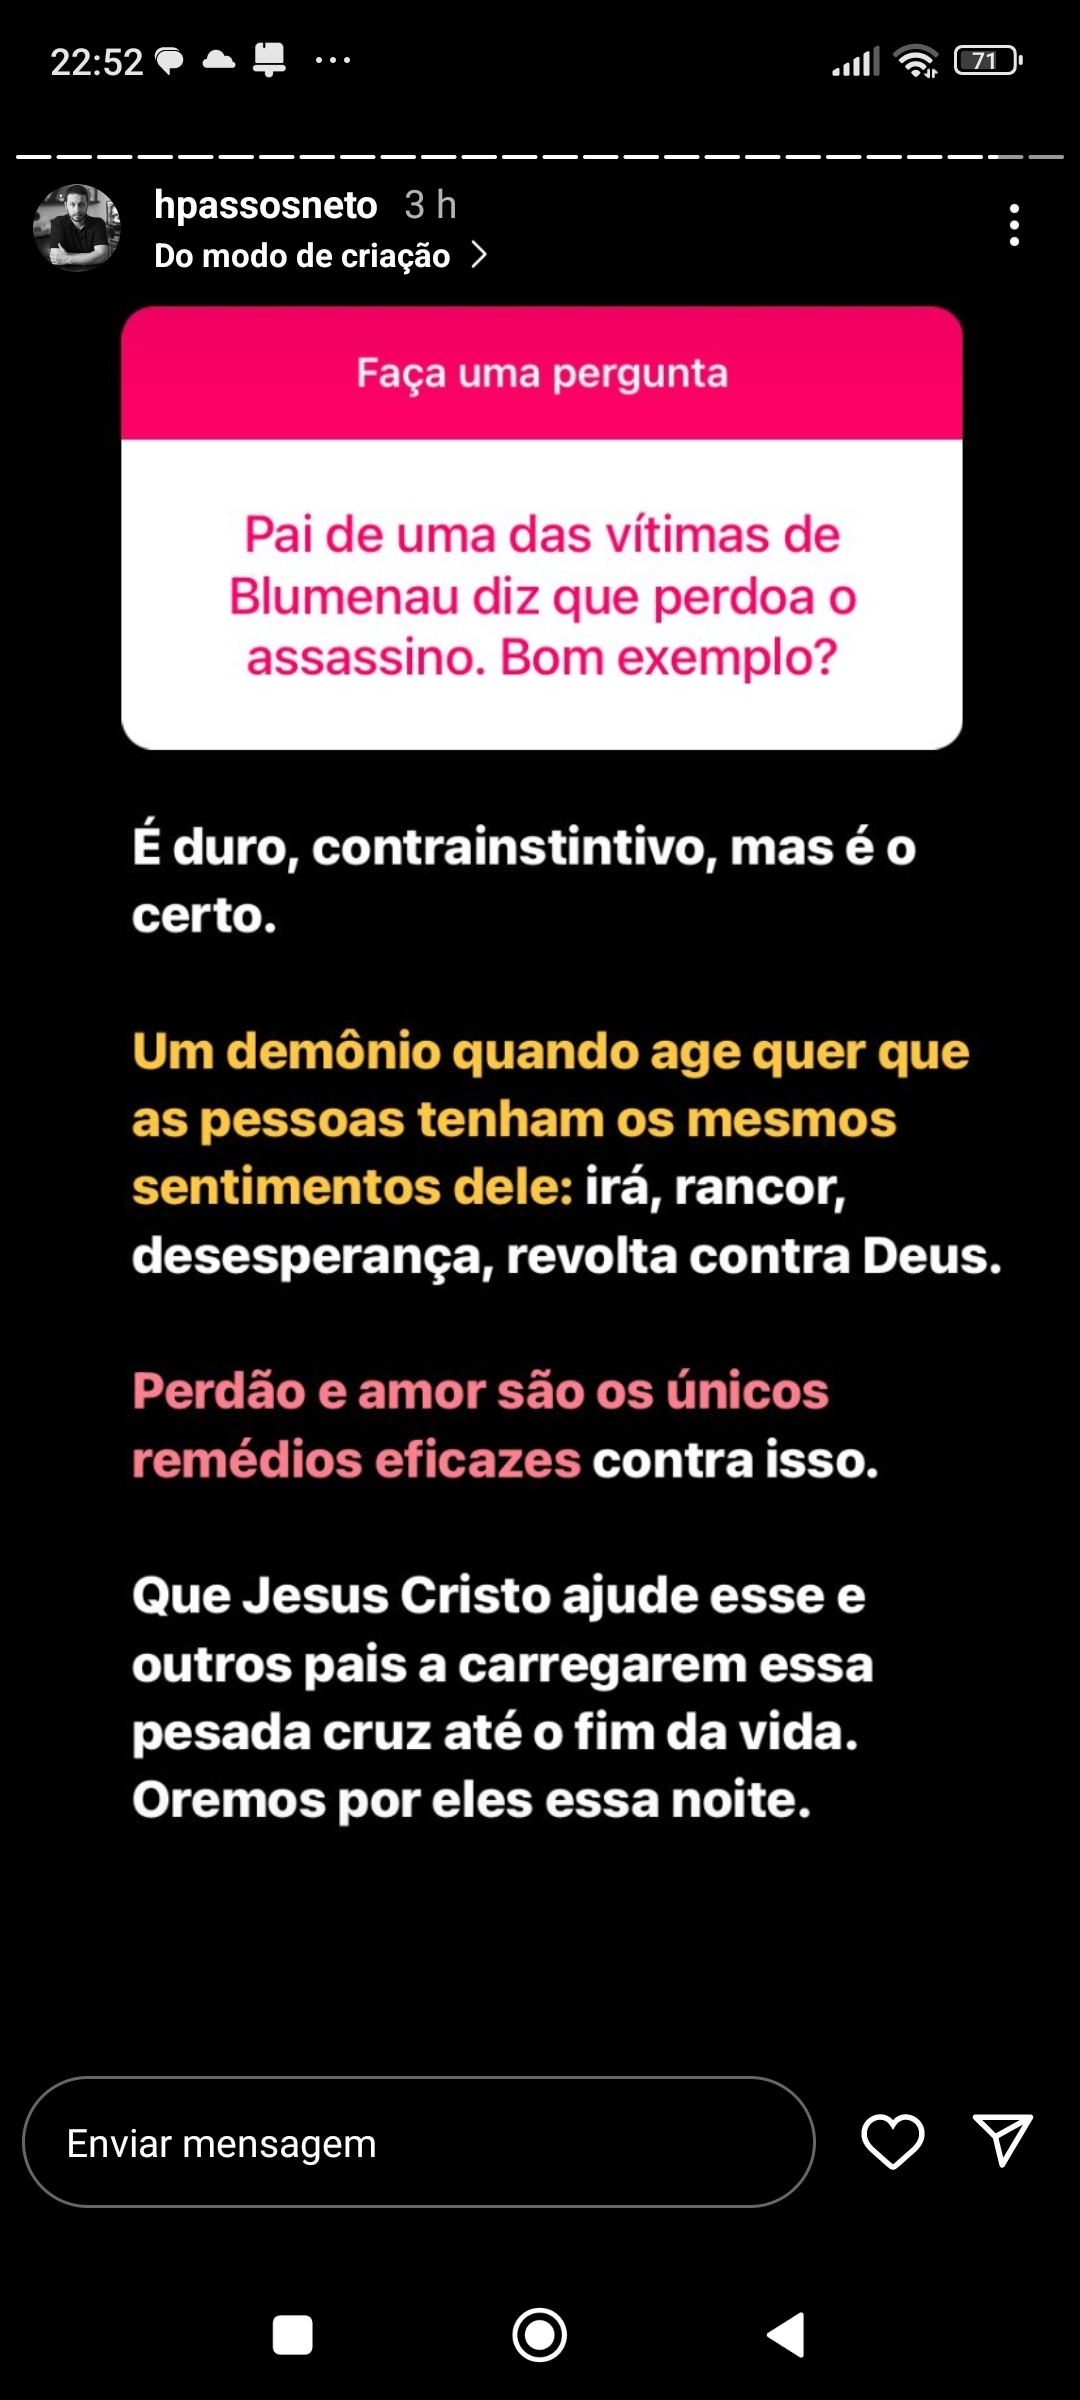 22:52
71
hpassosneto 3 h
Do modo de criação
Faça uma pergunta
Pai de uma das vítimas de
Blumenau diz que perdoa o
assassino. Bom exemplo?
É duro, contrainstintivo, mas é o
certo.
Um demônio quando age quer que
as pessoas tenham os mesmos
sentimentos dele: irá, rancor,
desesperança, revolta contra Deus.
Perdão e amor são os únicos
remédios eficazes contra isso.
Que Jesus Cristo ajude esse e
outros pais a carregarem essa
pesada cruz até o fim da vida.
Oremos por eles essa noite.
Enviar mensagem